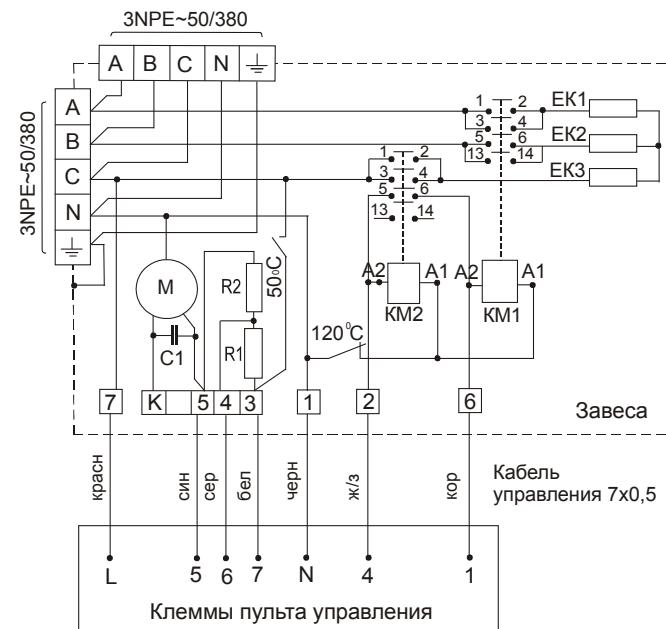 3NPE~50/380
A B C N
3NPE~50/380
A
B
C
N
1 2
3 4
5 6
13 14
EK1
EK2
EK3
1 2
3 4
5 6
13 14
M
C1
R2
R1
50°C
120°C
A2 A1
KM2
A2 A1
KM1
7 K 5 4 3 1 2 6
Завеса
красн
син
сер
бел
черн
ж/з
кор
Кабель
управления 7х0,5
L 5 6 7 N 4 1
Клеммы пульта управления